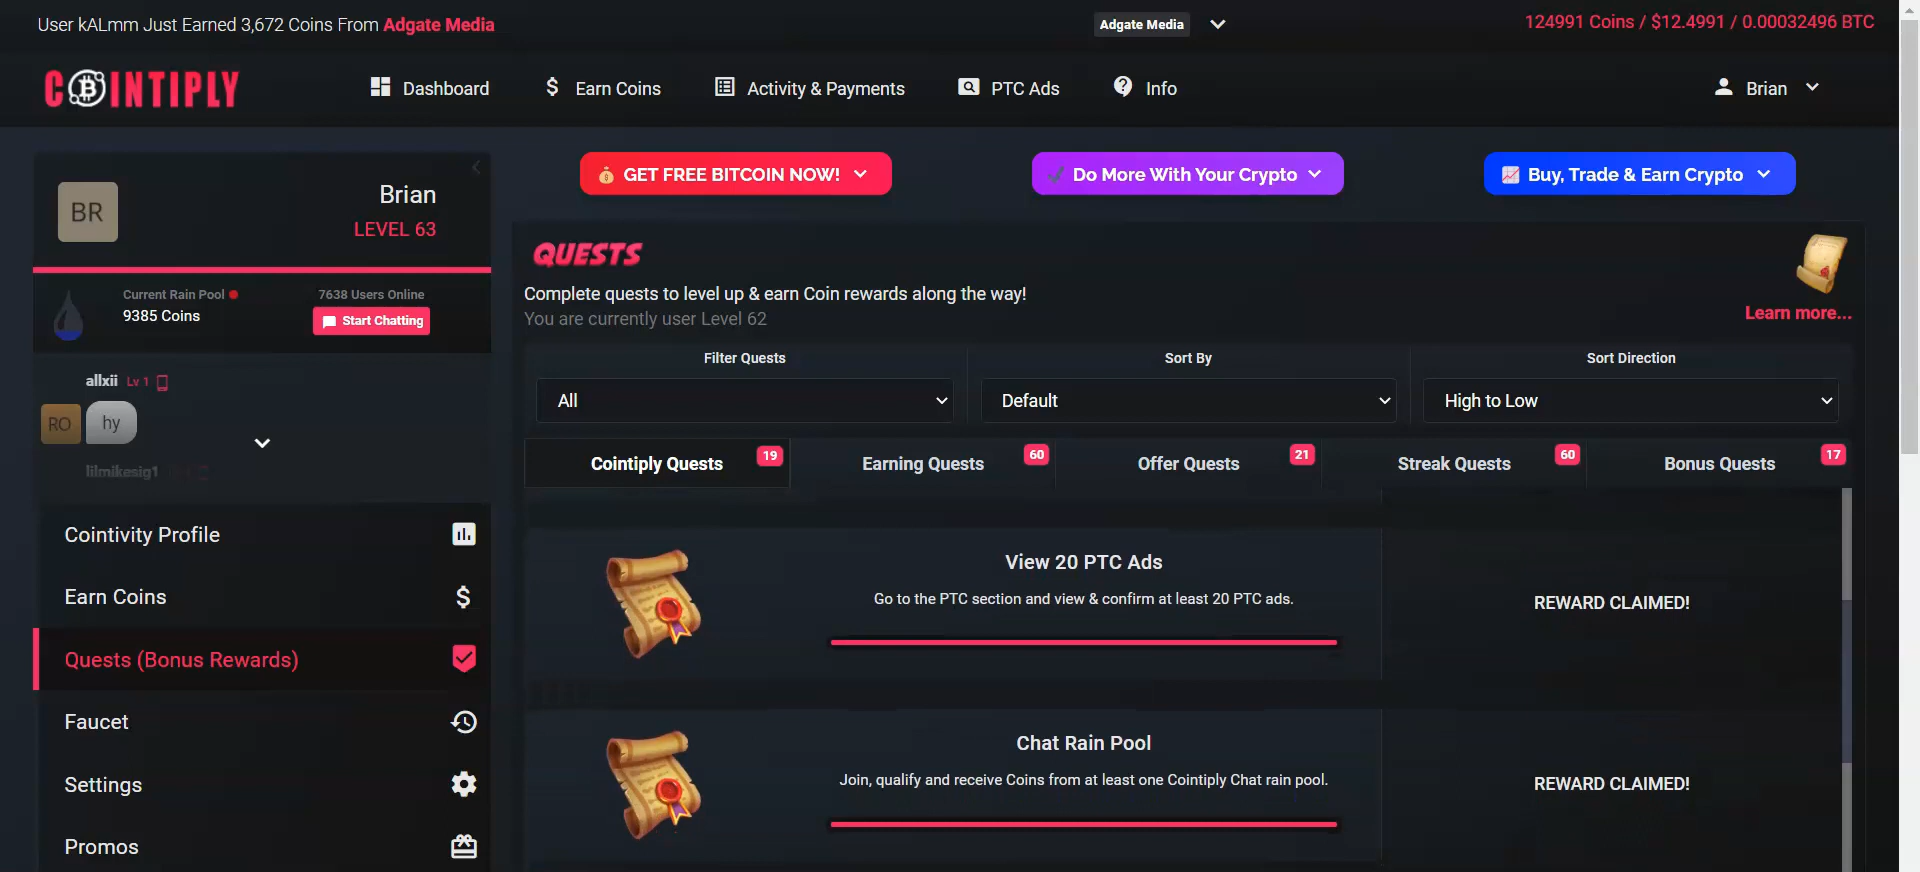 User kALmm Just Earned 3,672 Coins From Adgate Media
Adgate Media
124991 Coins / $12.4991 / 0.00032496 BTC
COINTIPLY
Dashboard
Earn Coins
Activity & Payments
PTC Ads
Info
Brian
GET FREE BITCOIN NOW!
Do More With Your Crypto
Buy, Trade & Earn Crypto
BR
Brian
LEVEL 63
Current Rain Pool
9385 Coins
7638 Users Online
Start Chatting
allxii Lv 1
RO
hy
lilmikesig1
Cointivity Profile
Earn Coins
Quests (Bonus Rewards)
Faucet
Settings
Promos
QUESTS
Complete quests to level up & earn Coin rewards along the way!
You are currently user Level 62
Learn more...
Filter Quests
All
Sort By
Default
Sort Direction
High to Low
Cointiply Quests 19
Earning Quests 60
Offer Quests 21
Streak Quests 60
Bonus Quests 17
View 20 PTC Ads
Go to the PTC section and view & confirm at least 20 PTC ads.
REWARD CLAIMED!
Chat Rain Pool
Join, qualify and receive Coins from at least one Cointiply Chat rain pool.
REWARD CLAIMED!